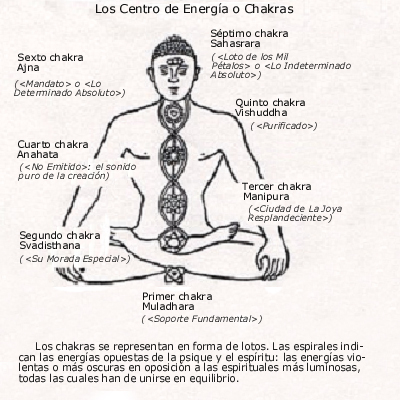 Los Centro de Energía o Chakras
Séptimo chakra
Sahasrara
(<Loto de los Mil
Pétalos> o <Lo Indeterminado
Absoluto>)
Sexto chakra
Ajna
(<Mandato> o <Lo
Determinado Absoluto>)
Quinto chakra
Vishuddha
(<Purificado>)
Cuarto chakra
Anahata
(<No Emitido>: el sonido
puro de la creación)
Tercer chakra
Manipura
(<Ciudad de La Joya
Resplandeciente>)
Segundo chakra
Svadisthana
(<Su Morada Especial>)
Primer chakra
Muladhara
(<Soporte Fundamental>)
Los chakras se representan en forma de lotos. Las espirales indi-
can las energías opuestas de la psique y el espíritu: las energías vio-
lentas o más oscuras en oposición a las espirituales más luminosas,
todas las cuales han de unirse en equilibrio.